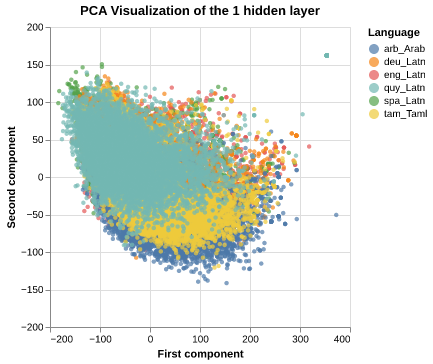 PCA Visualization of the 1 hidden layer
Language
arb_Arab
deu_Latn
eng_Latn
quy_Latn
spa_Latn
tam_Taml
200
150
100
50
0
−50
−100
−150
−200
Second component
−200 −100 0 100 200 300 400
First component